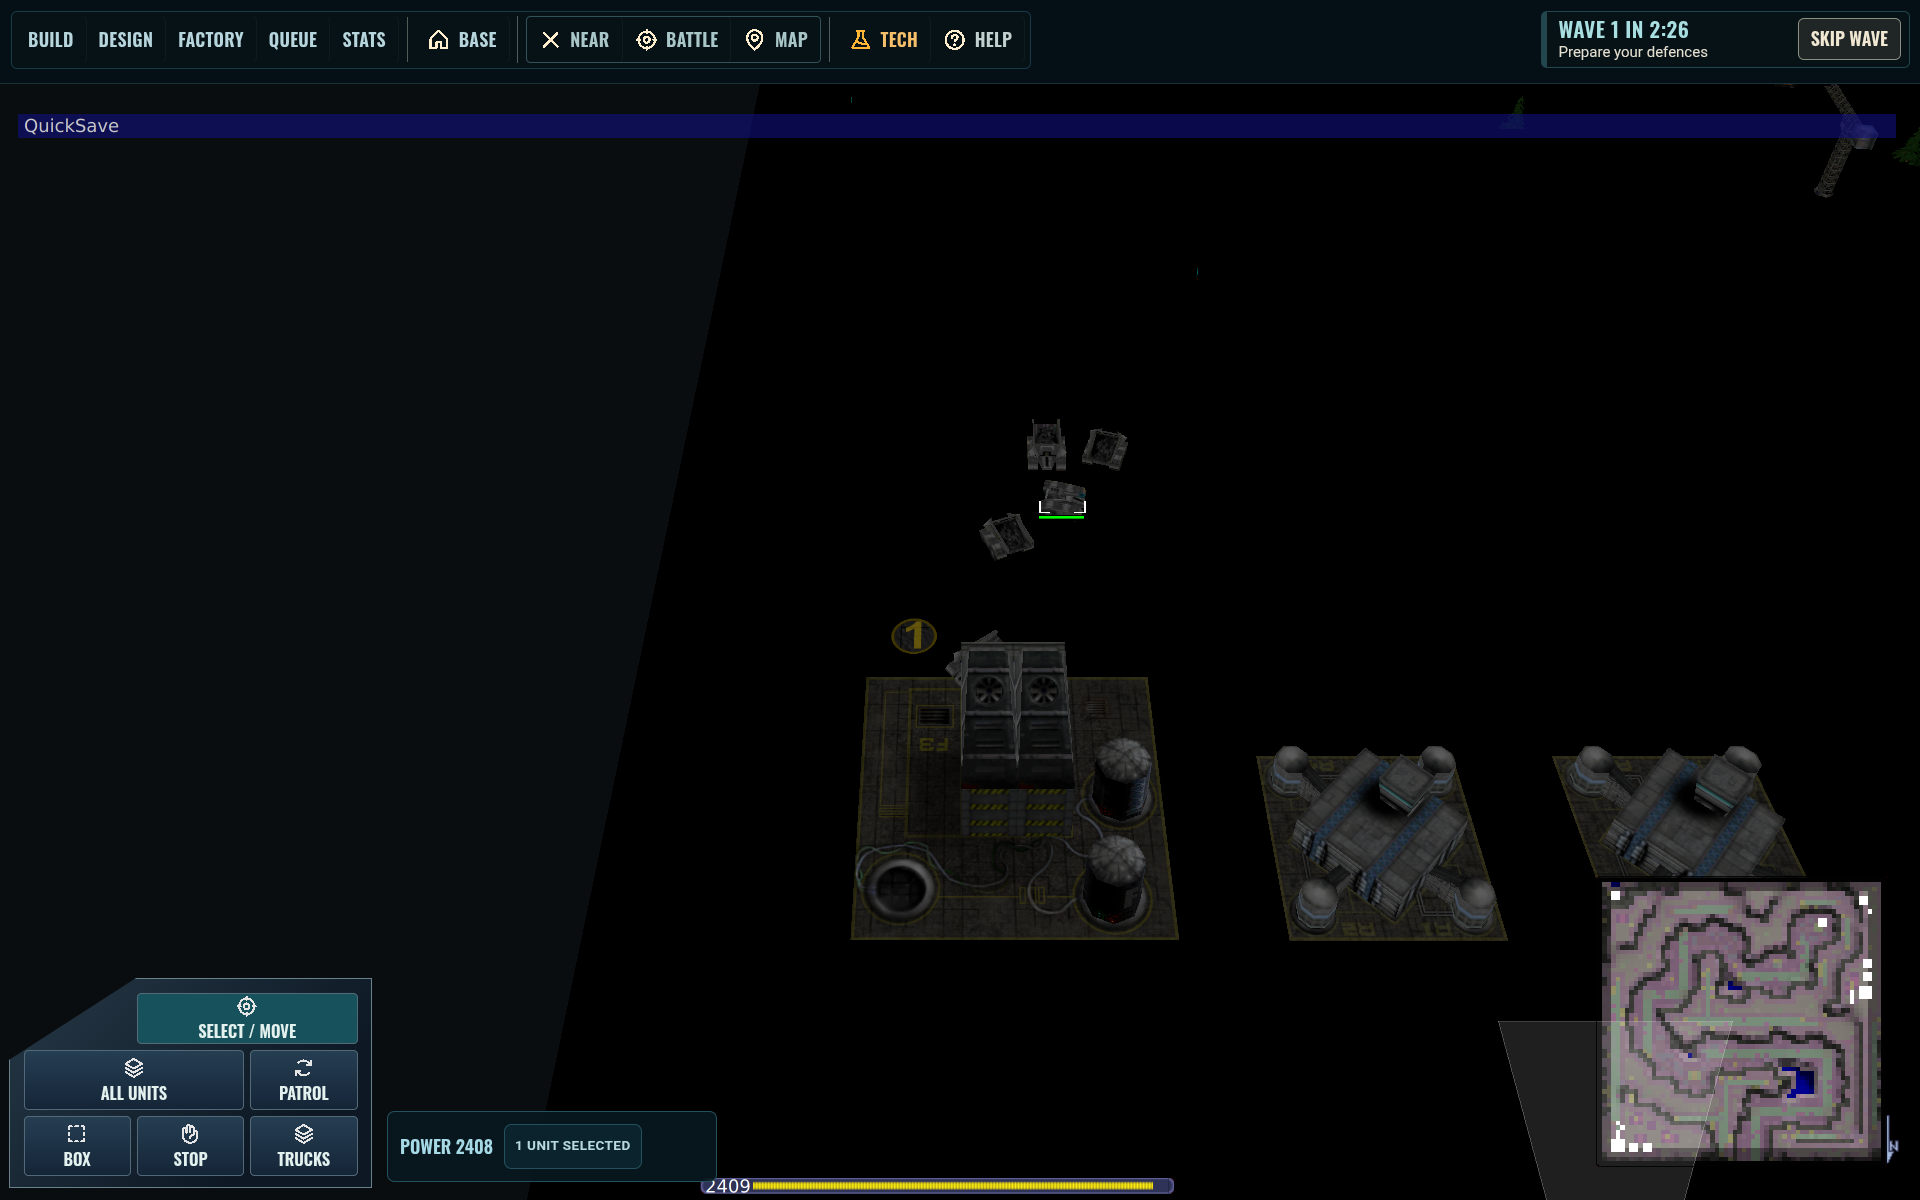 BUILD DESIGN FACTORY QUEUE STATS BASE NEAR BATTLE MAP TECH HELP
WAVE 1 IN 2:26
Prepare your defences
SKIP WAVE
QuickSave
1
F3
SELECT / MOVE
ALL UNITS PATROL
BOX STOP TRUCKS
POWER 2408 1 UNIT SELECTED
2409
N